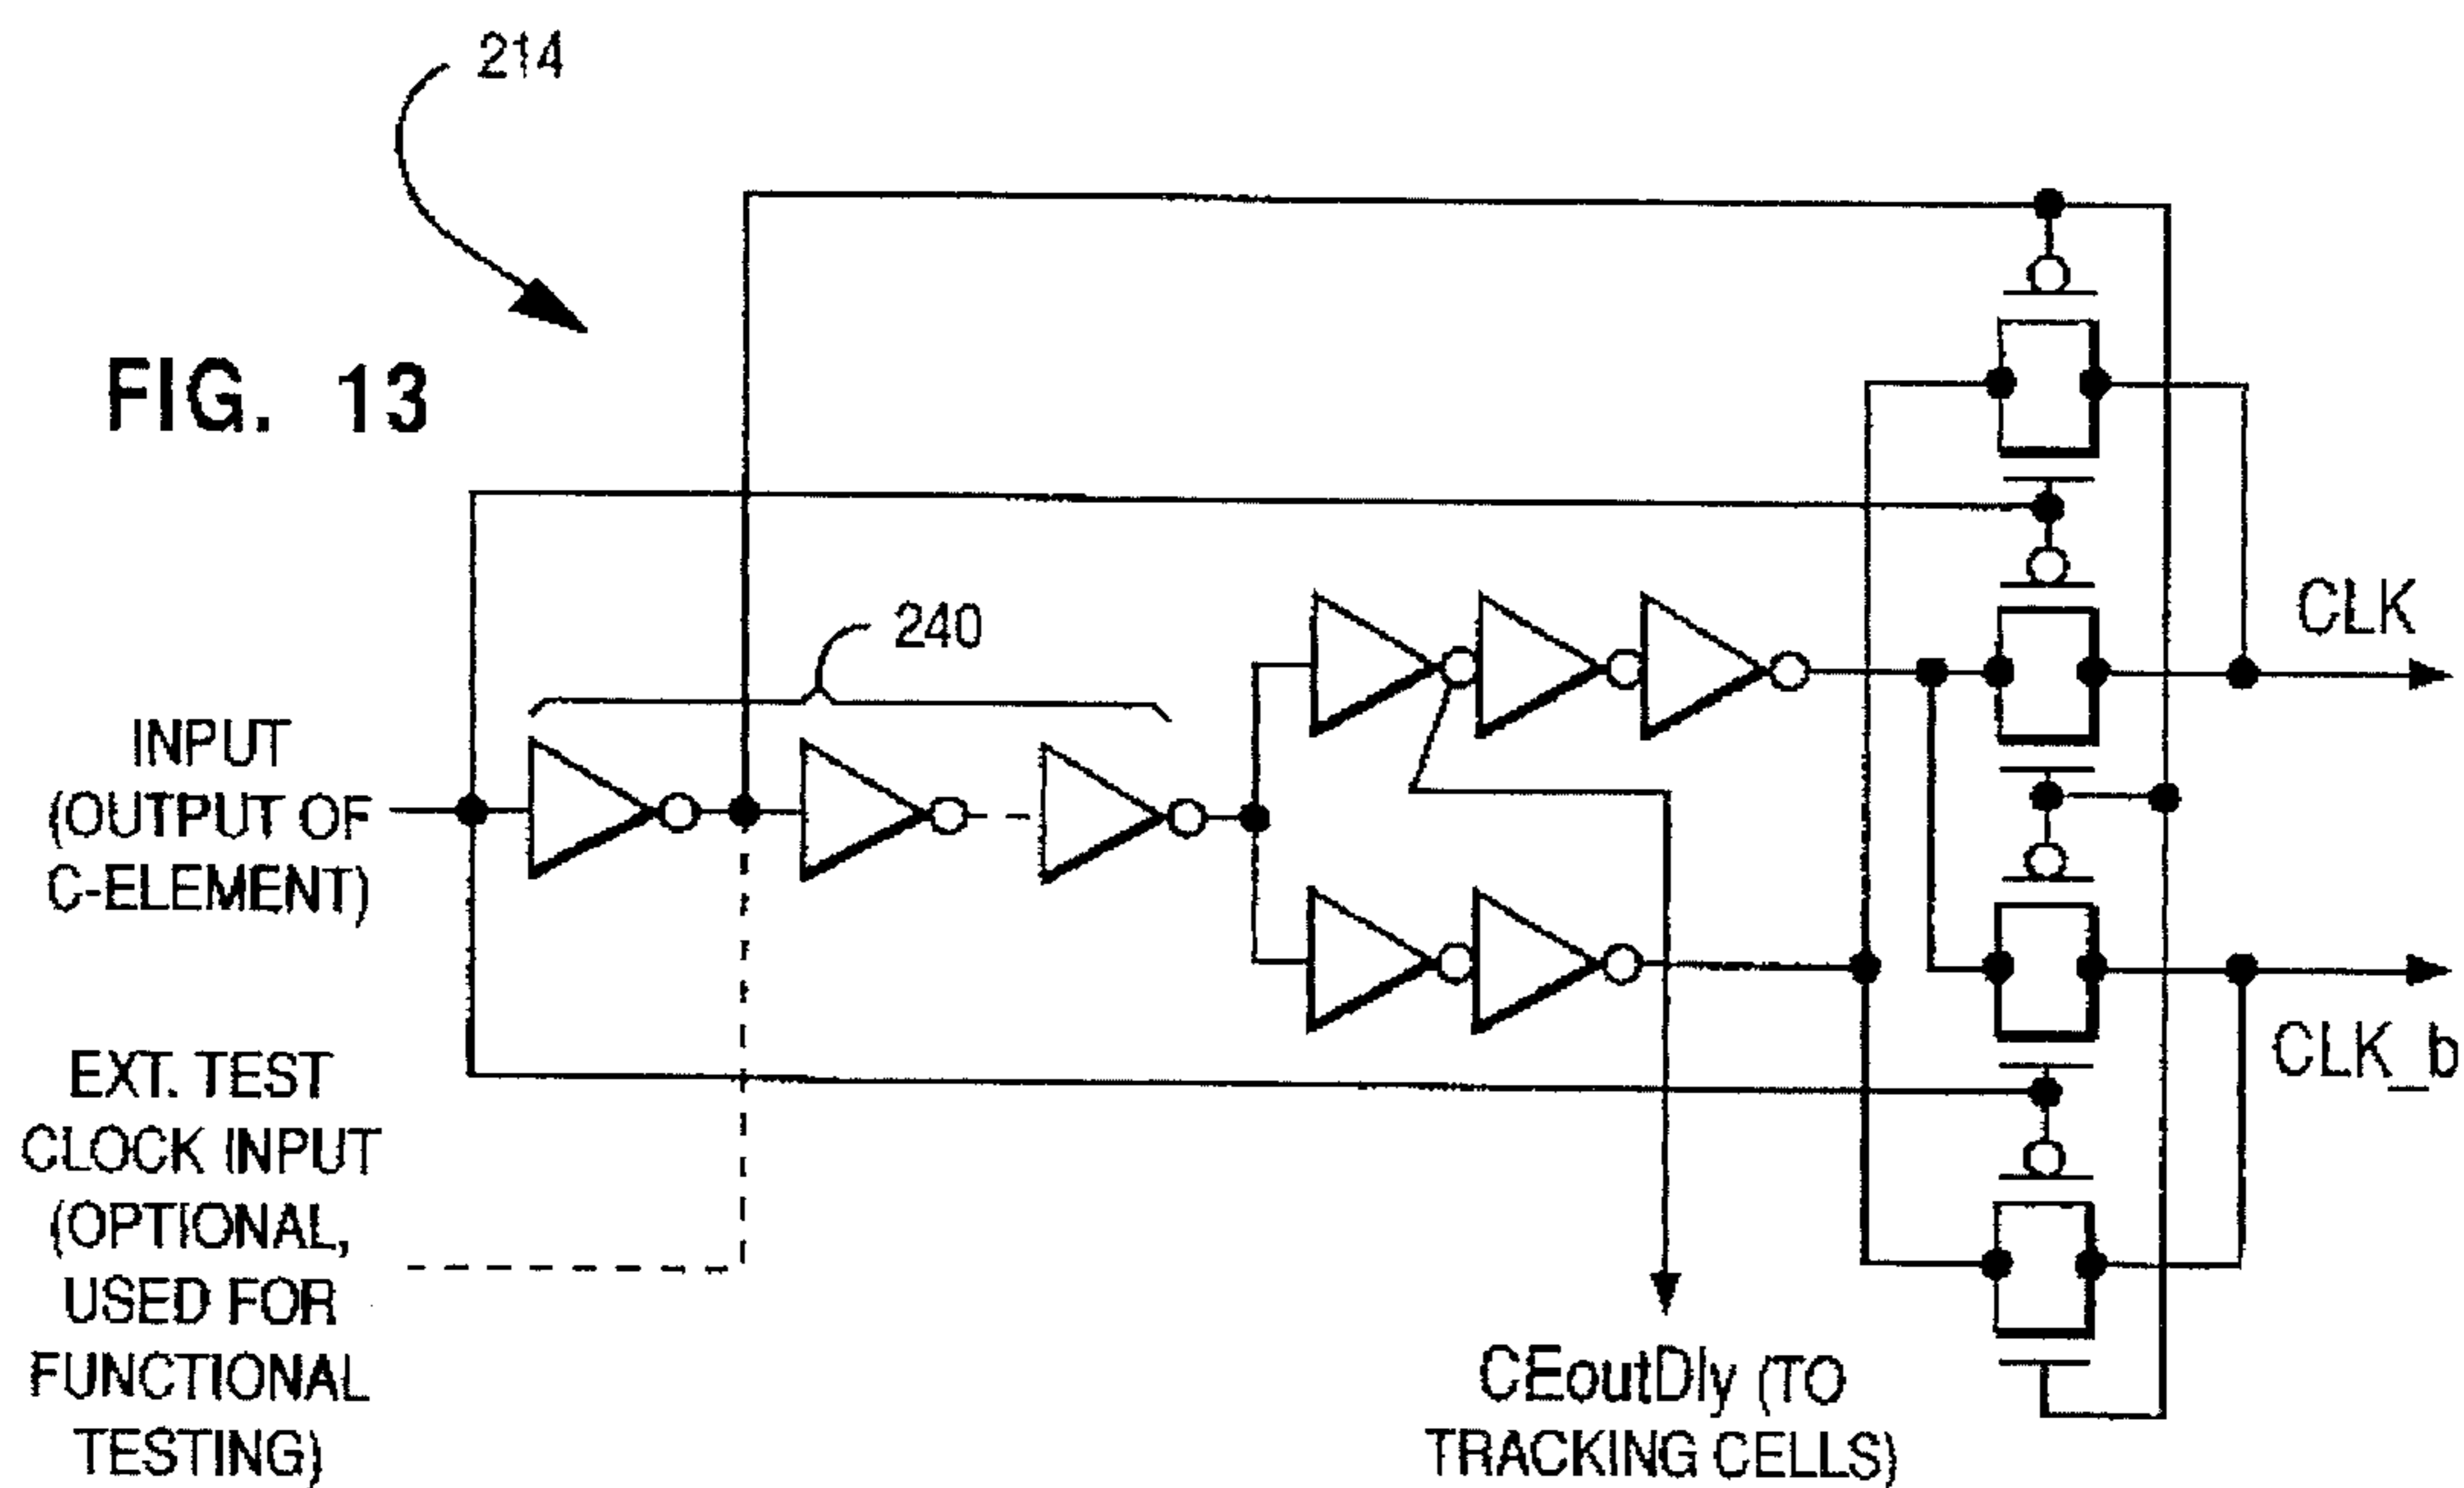 214
FIG. 13
240
CLK
INPUT
(OUTPUT OF
C-ELEMENT)
CLK_b
EXT. TEST
CLOCK INPUT
(OPTIONAL,
USED FOR
FUNCTIONAL
TESTING)
CEoutDly (TO
TRACKING CELLS)